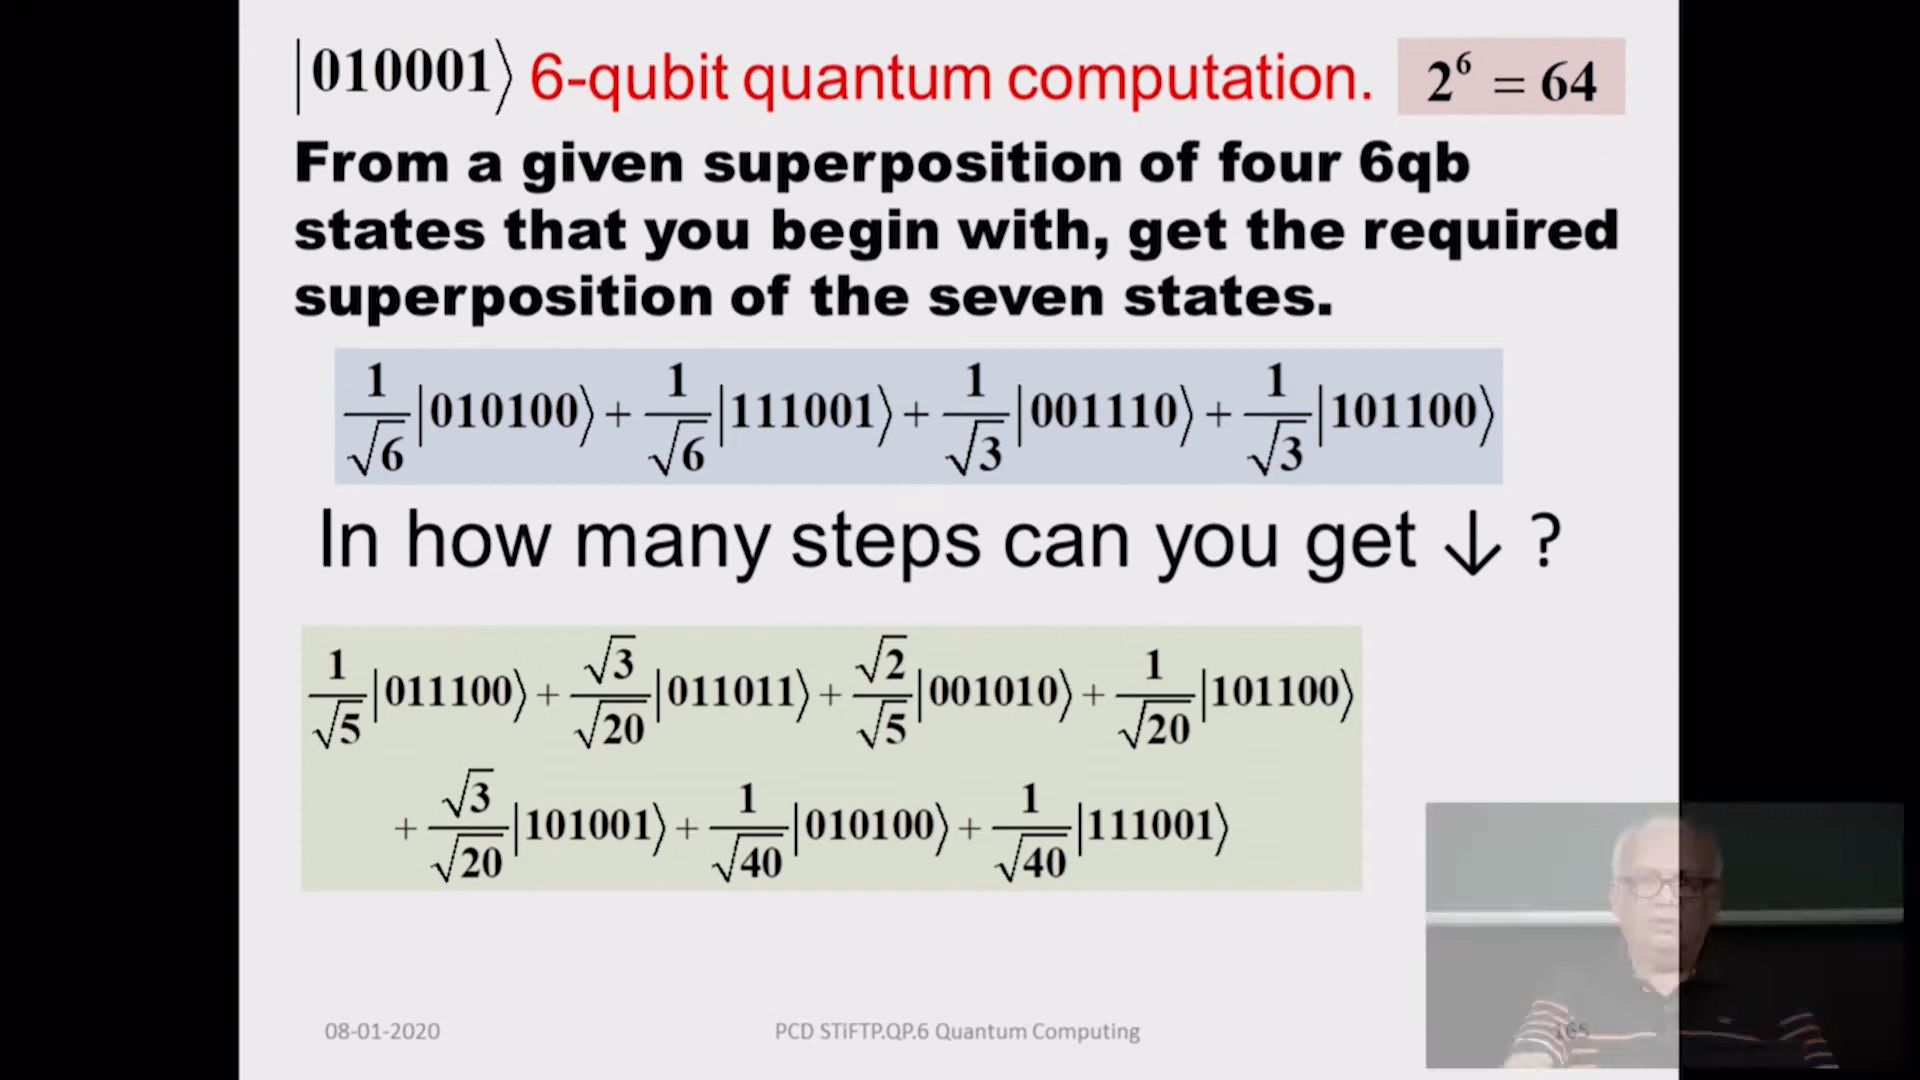 |010001⟩ 6-qubit quantum computation. 2⁶ = 64
From a given superposition of four 6qb
states that you begin with, get the required
superposition of the seven states.
1/√6 |010100⟩ + 1/√6 |111001⟩ + 1/√3 |001110⟩ + 1/√3 |101100⟩
In how many steps can you get ↓ ?
1/√5 |011100⟩ + √3/√20 |011011⟩ + √2/√5 |001010⟩ + 1/√20 |101100⟩
+ √3/√20 |101001⟩ + 1/√40 |010100⟩ + 1/√40 |111001⟩
08-01-2020 PCD STiFTP.QP.6 Quantum Computing 165